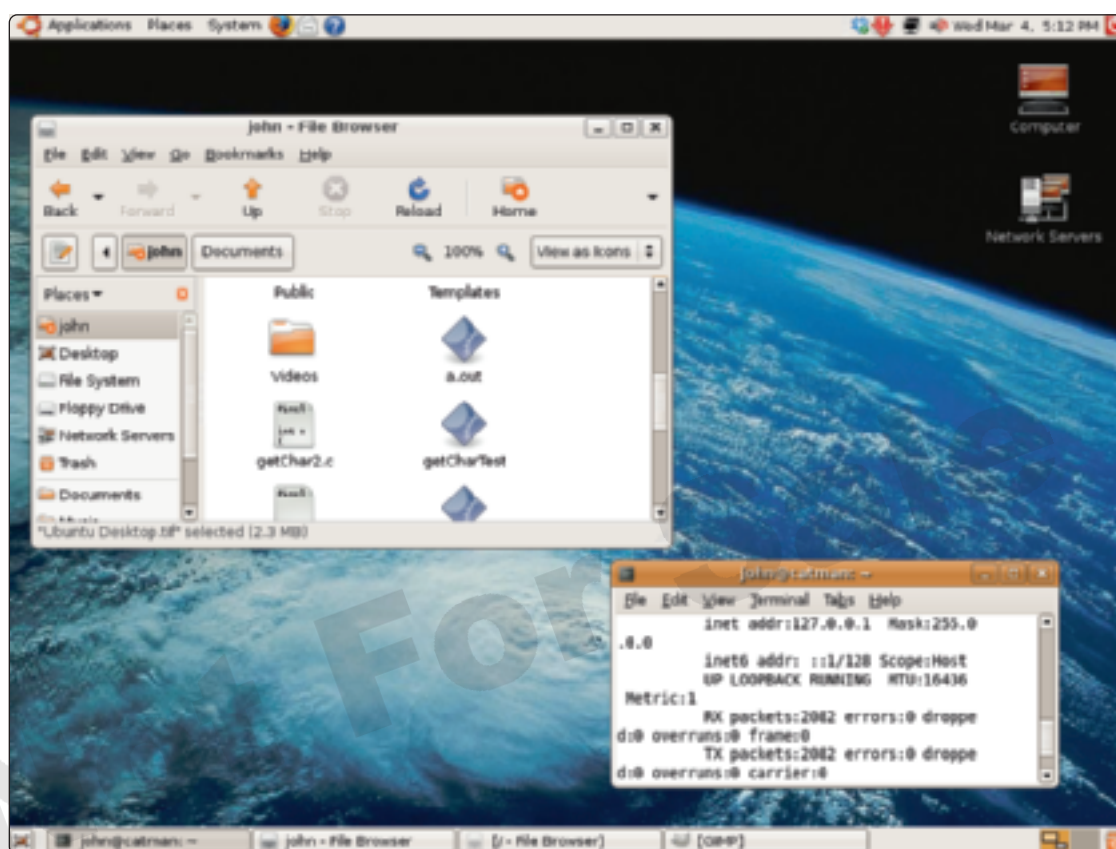 Applications Places System
Wed Mar 4, 5:12 PM
Computer
Network Servers
john - File Browser
File Edit View Go Bookmarks Help
Back Forward Up Stop Reload Home
john Documents 100% View as Icons
Places
Public Templates
john
Desktop
File System
Floppy Drive
Network Servers
Trash
Documents
Videos a.out
getChar2.c getCharTest
"Ubuntu Desktop.tif" selected (2.3 MB)
john@catman: ~
File Edit View Terminal Tabs Help
inet addr:127.0.0.1 Mask:255.0
.0.0
inet6 addr: ::1/128 Scope:Host
UP LOOPBACK RUNNING MTU:16436
Metric:1
RX packets:2082 errors:0 droppe
d:0 overruns:0 frame:0
TX packets:2082 errors:0 droppe
d:0 overruns:0 carrier:0
john@catman: ~ john - File Browser [/ - File Browser] [GIMP]
For